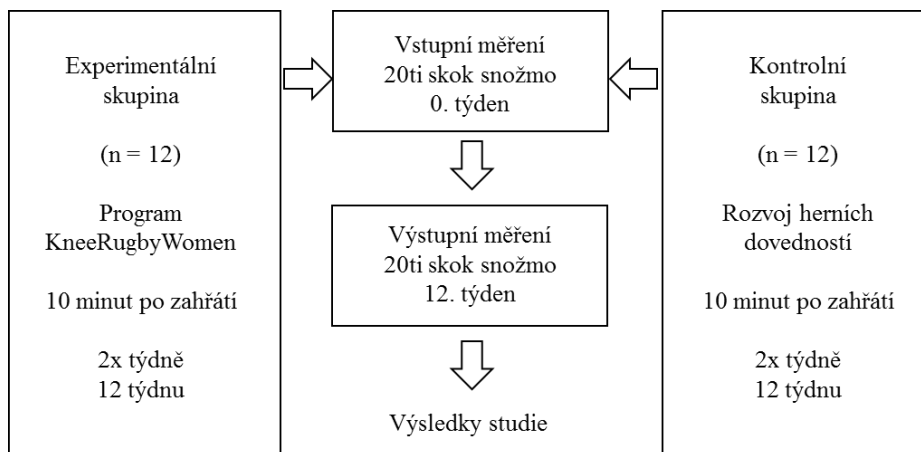 Experimentální
skupina
(n = 12)
Program
KneeRugbyWomen
10 minut po zahřátí
2x týdně
12 týdnu
Vstupní měření
20ti skok snožmo
0. týden
Výstupní měření
20ti skok snožmo
12. týden
Výsledky studie
Kontrolní
skupina
(n = 12)
Rozvoj herních
dovedností
10 minut po zahřátí
2x týdně
12 týdnu